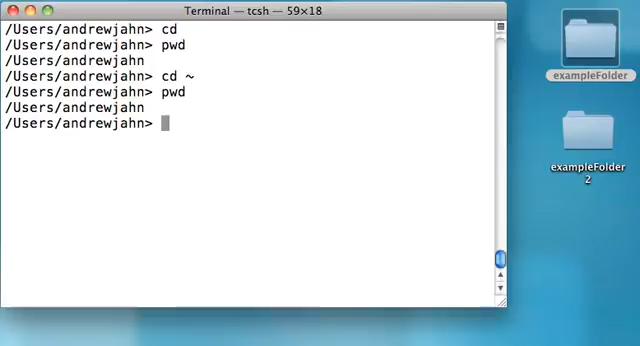 Terminal — tcsh — 59×18
/Users/andrewjahn> cd
/Users/andrewjahn> pwd
/Users/andrewjahn
/Users/andrewjahn> cd ~
/Users/andrewjahn> pwd
/Users/andrewjahn
/Users/andrewjahn>
exampleFolder
exampleFolder
2